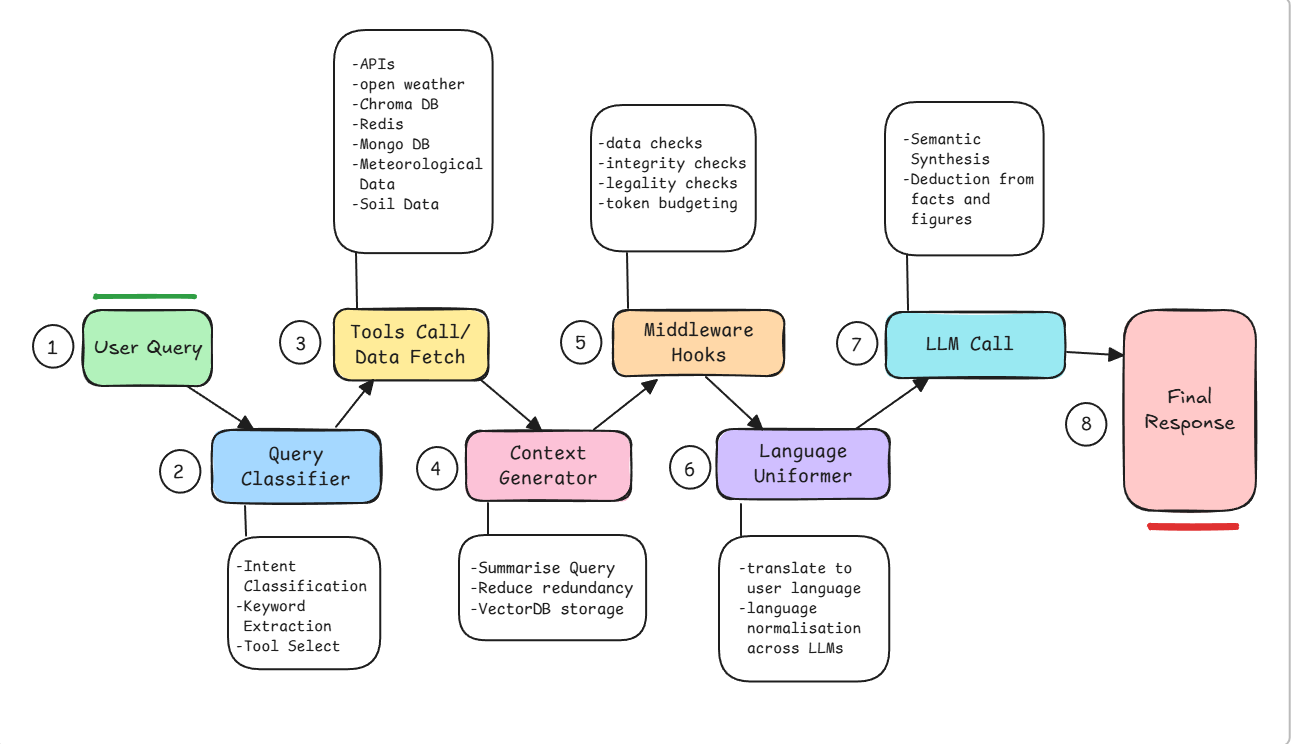 1
User Query
2
Query
Classifier
-Intent
Classification
-Keyword
Extraction
-Tool Select
3
Tools Call/
Data Fetch
-APIs
-open weather
-Chroma DB
-Redis
-Mongo DB
-Meteorological
Data
-Soil Data
4
Context
Generator
-Summarise Query
-Reduce redundancy
-VectorDB storage
5
Middleware
Hooks
-data checks
-integrity checks
-legality checks
-token budgeting
6
Language
Uniformer
-translate to
user language
-language
normalisation
across LLMs
7
LLM Call
-Semantic
Synthesis
-Deduction from
facts and
figures
8
Final
Response